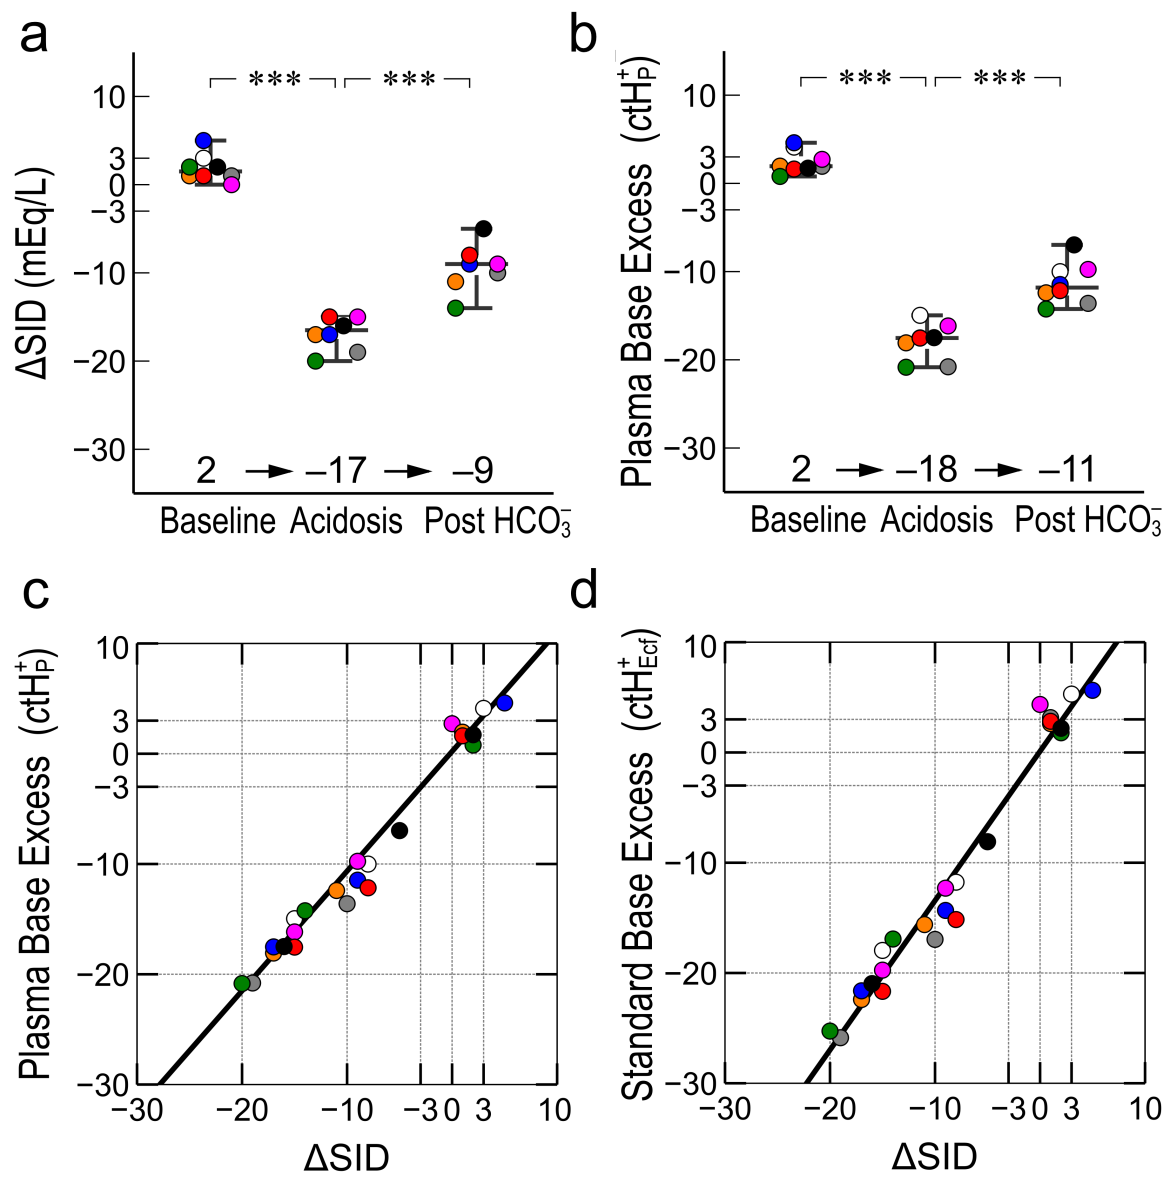 a
ΔSID (mEq/L)
10
3
0
−3
−10
−20
−30
*** ***
2 → −17 → −9
Baseline Acidosis Post HCO₃⁻
b
Plasma Base Excess (ctH⁺P)
10
3
0
−3
−10
−20
−30
*** ***
2 → −18 → −11
Baseline Acidosis Post HCO₃⁻
c
Plasma Base Excess (ctH⁺P)
10
3
0
−3
−10
−20
−30
−30 −20 −10 −3 0 3 10
ΔSID
d
Standard Base Excess (ctH⁺Ecf)
10
3
0
−3
−10
−20
−30
−30 −20 −10 −3 0 3 10
ΔSID